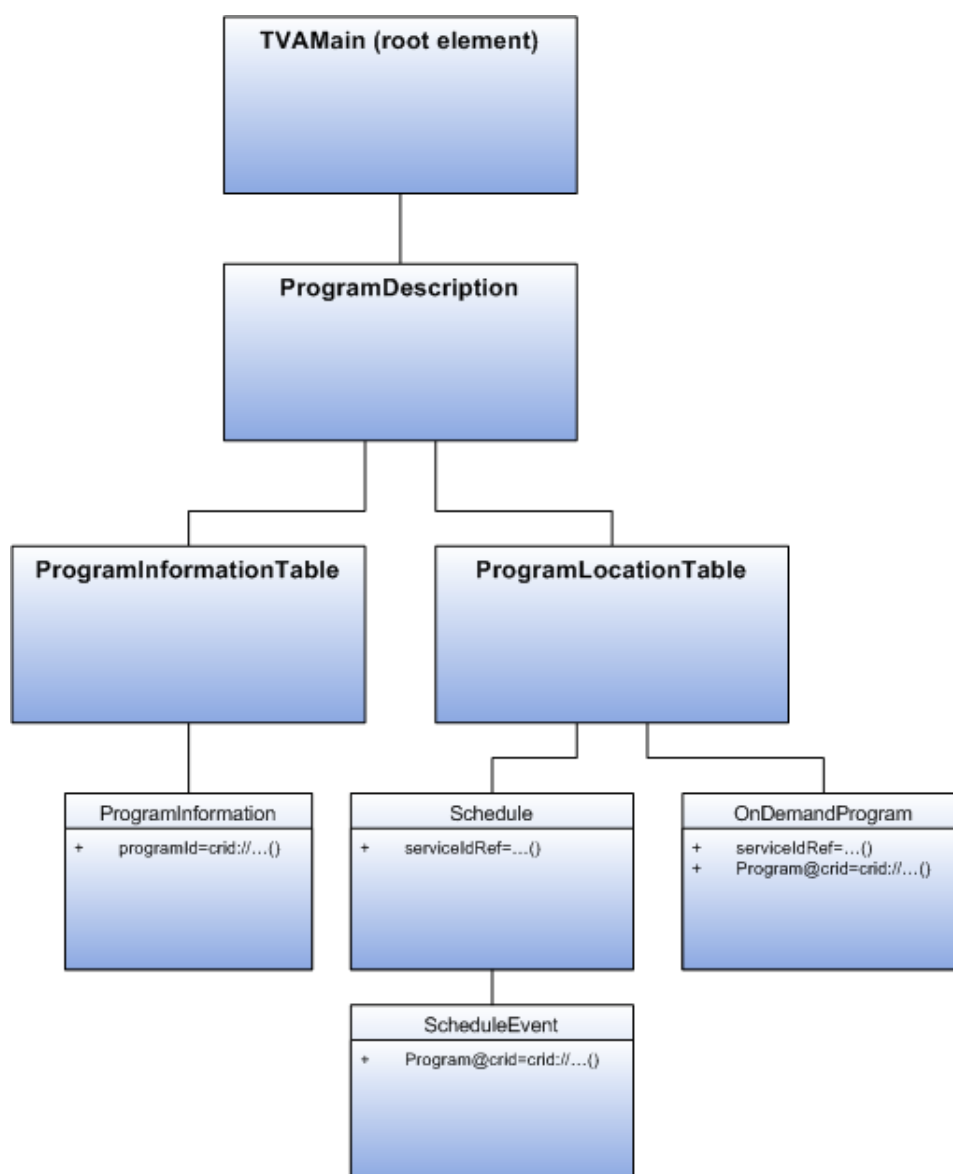 TVAMain (root element)
ProgramDescription
ProgramInformationTable
ProgramLocationTable
ProgramInformation
+ programId=crid://…()
Schedule
+ serviceIdRef=…()
OnDemandProgram
+ serviceIdRef=…()
+ Program@crid=crid://…()
ScheduleEvent
+ Program@crid=crid://…()